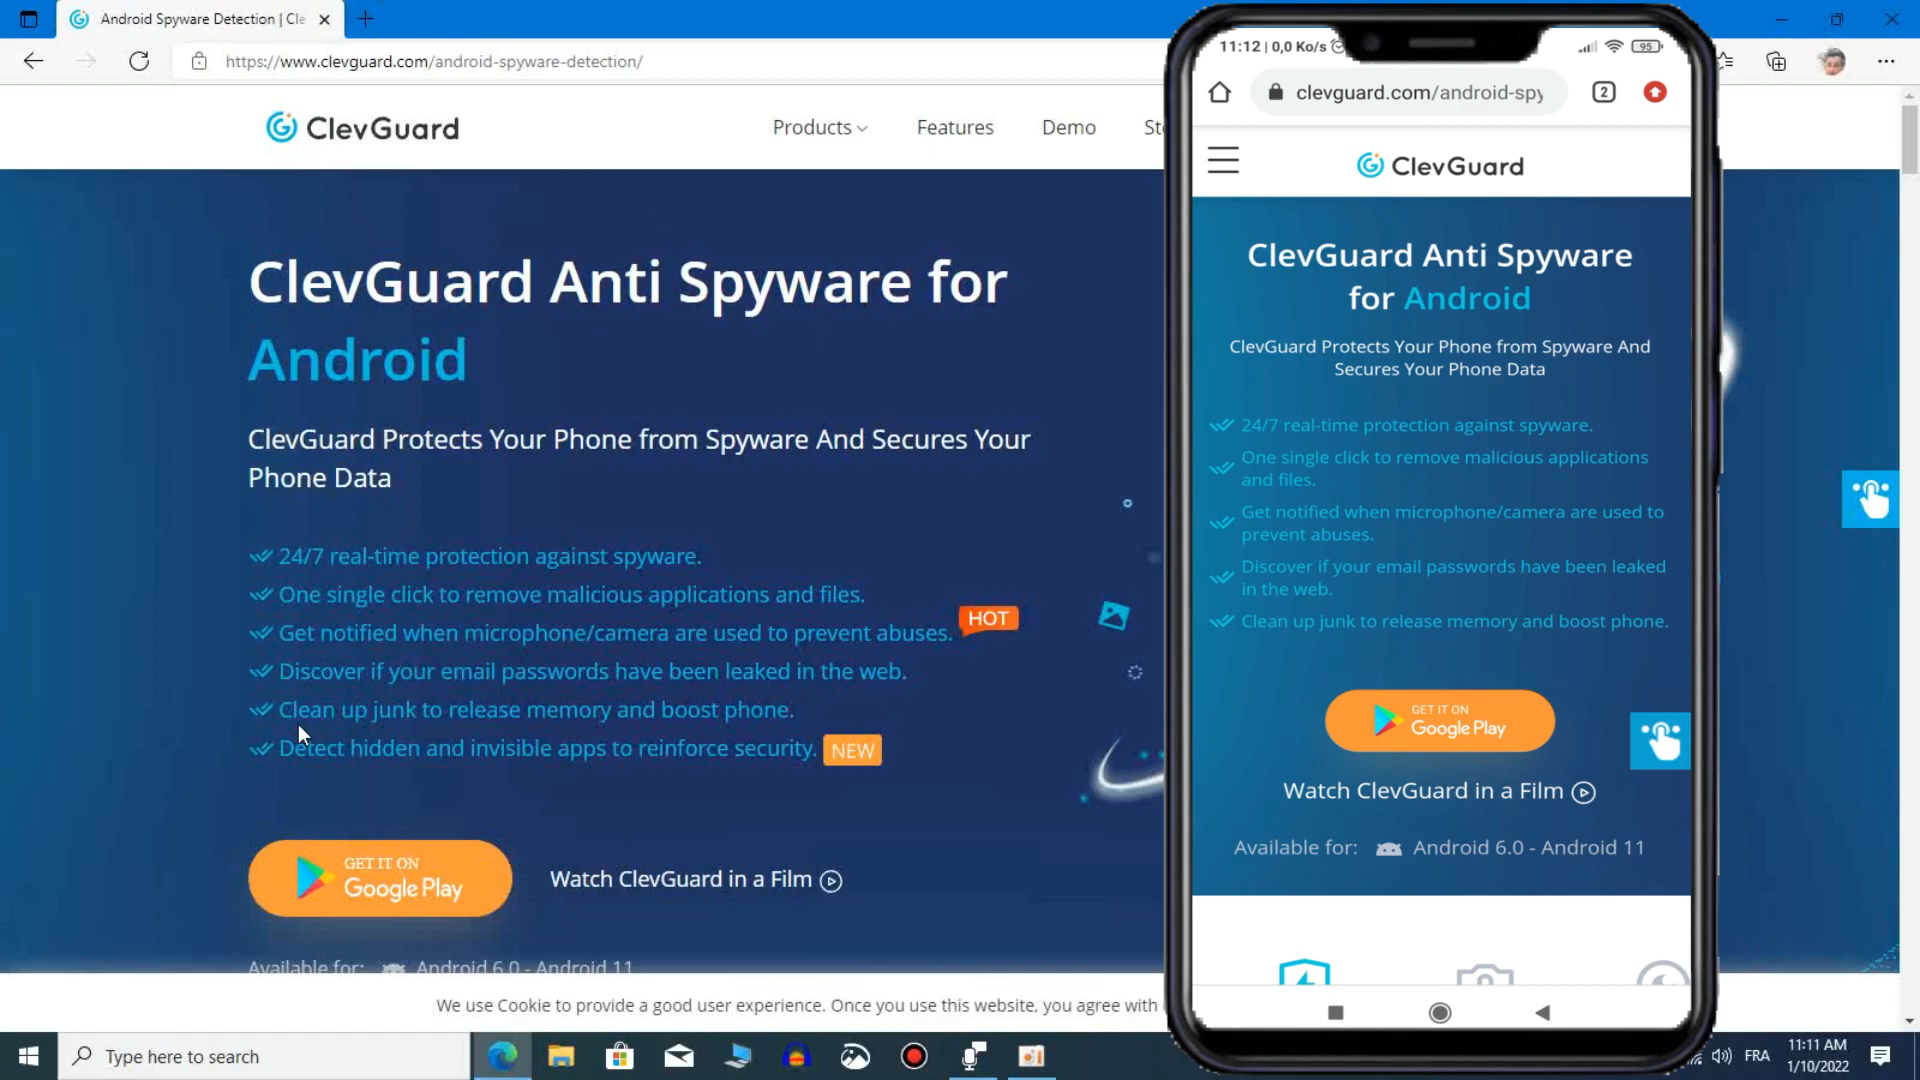 Android Spyware Detection | Cle
https://www.clevguard.com/android-spyware-detection/
ClevGuard
Products
Features
Demo
ClevGuard Anti Spyware for
Android
ClevGuard Protects Your Phone from Spyware And Secures Your
Phone Data
24/7 real-time protection against spyware.
One single click to remove malicious applications and files.
Get notified when microphone/camera are used to prevent abuses.
HOT
Discover if your email passwords have been leaked in the web.
Clean up junk to release memory and boost phone.
Detect hidden and invisible apps to reinforce security.
NEW
GET IT ON
Google Play
Watch ClevGuard in a Film
Available for:
Android 6.0 - Android 11
We use Cookie to provide a good user experience. Once you use this website, you agree with
11:12 | 0,0 Ko/s
95
clevguard.com/android-spy
2
ClevGuard
ClevGuard Anti Spyware
for Android
ClevGuard Protects Your Phone from Spyware And
Secures Your Phone Data
24/7 real-time protection against spyware.
One single click to remove malicious applications
and files.
Get notified when microphone/camera are used to
prevent abuses.
Discover if your email passwords have been leaked
in the web.
Clean up junk to release memory and boost phone.
GET IT ON
Google Play
Watch ClevGuard in a Film
Available for:
Android 6.0 - Android 11
Type here to search
FRA
11:11 AM
1/10/2022